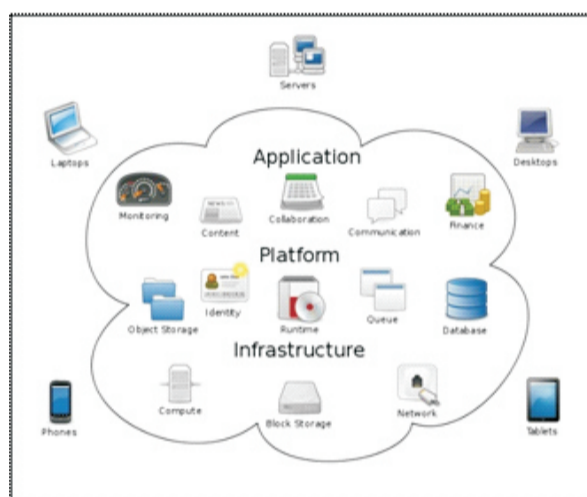 Servers
Laptops
Desktops
Application
Monitoring
Content
Collaboration
Communication
Finance
Platform
Object Storage
Identity
Runtime
Queue
Database
Infrastructure
Compute
Block Storage
Network
Phones
Tablets